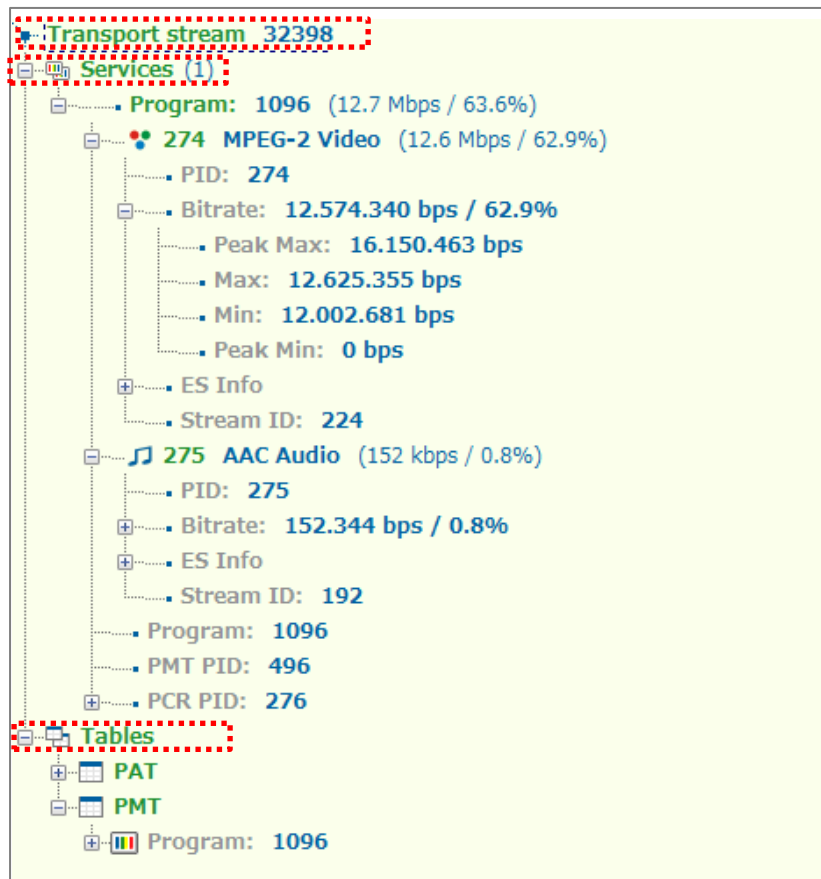 Transport stream 32398
Services (1)
Program: 1096 (12.7 Mbps / 63.6%)
274 MPEG-2 Video (12.6 Mbps / 62.9%)
PID: 274
Bitrate: 12.574.340 bps / 62.9%
Peak Max: 16.150.463 bps
Max: 12.625.355 bps
Min: 12.002.681 bps
Peak Min: 0 bps
ES Info
Stream ID: 224
275 AAC Audio (152 kbps / 0.8%)
PID: 275
Bitrate: 152.344 bps / 0.8%
ES Info
Stream ID: 192
Program: 1096
PMT PID: 496
PCR PID: 276
Tables
PAT
PMT
Program: 1096